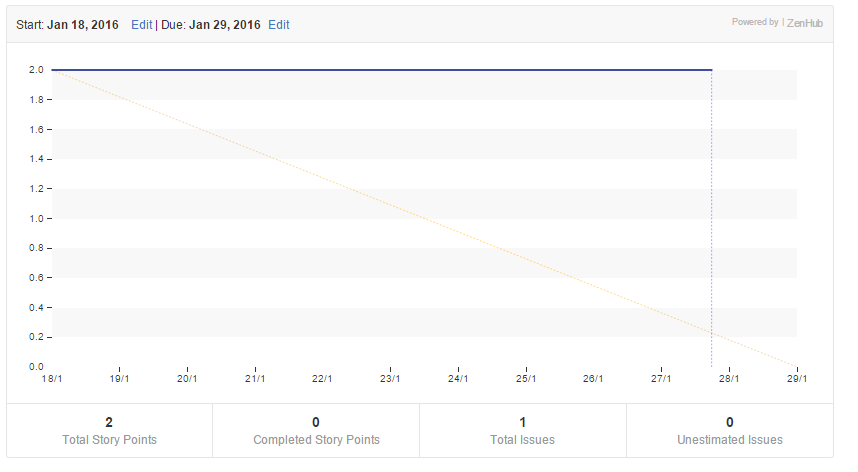 Start: Jan 18, 2016 Edit | Due: Jan 29, 2016 Edit
Powered by | ZenHub
2.0
1.8
1.6
1.4
1.2
1.0
0.8
0.6
0.4
0.2
0.0
18/1 19/1 20/1 21/1 22/1 23/1 24/1 25/1 26/1 27/1 28/1 29/1
2 0 1 0
Total Story Points Completed Story Points Total Issues Unestimated Issues